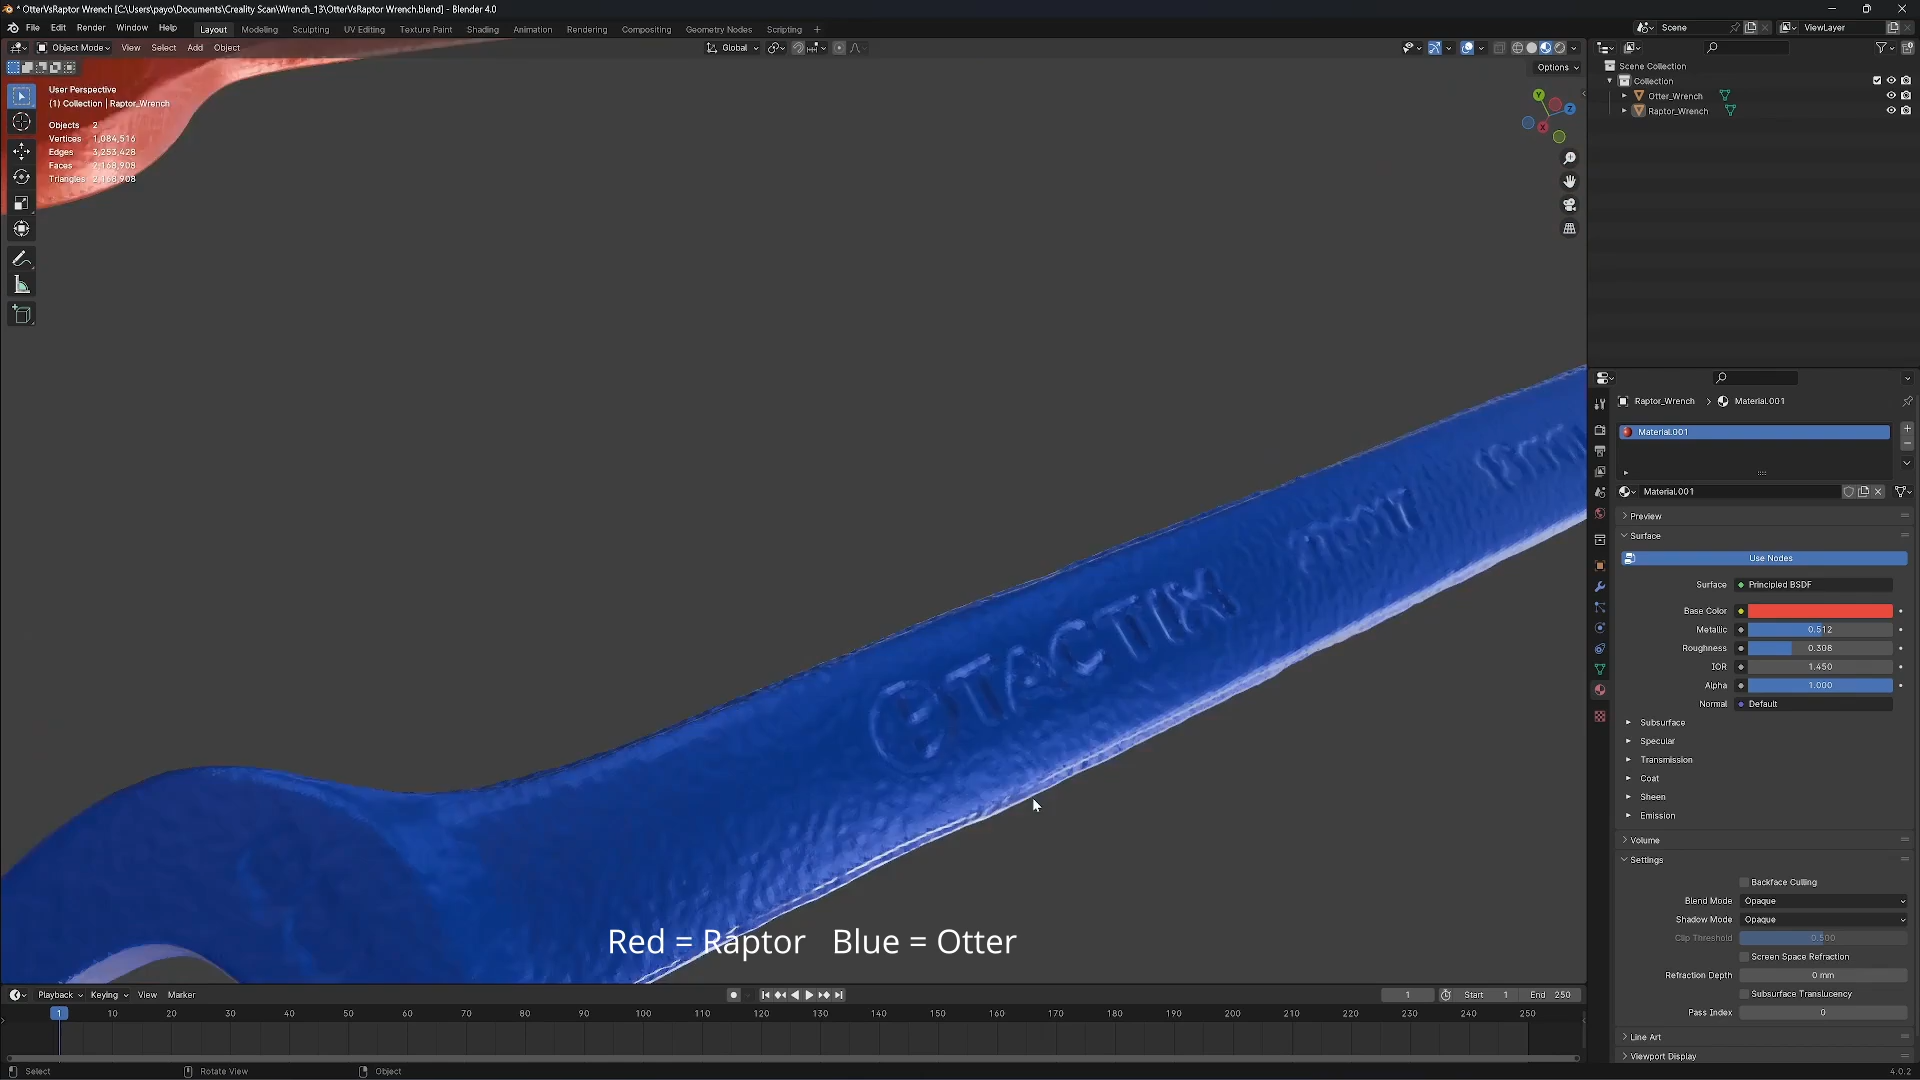 * OtterVsRaptor Wrench [C:\Users\payo\Documents\Creality Scan\Wrench_13\OtterVsRaptor Wrench.blend] - Blender 4.0
File Edit Render Window Help Layout Modeling Sculpting UV Editing Texture Paint Shading Animation Rendering Compositing Geometry Nodes Scripting + Scene ViewLayer
Object Mode View Select Add Object Global
Options
User Perspective
(1) Collection | Raptor_Wrench
Objects 2
Vertices 1,084,516
Edges 3,253,428
Faces 2,168,908
Triangles 2,168,908
Y
Z
X
Scene Collection
Collection
Otter_Wrench
Raptor_Wrench
TACTIX
Red = Raptor Blue = Otter
Raptor_Wrench > Material.001
Material.001
Material.001
Preview
Surface
Use Nodes
Surface Principled BSDF
Base Color
Metallic 0.512
Roughness 0.308
IOR 1.450
Alpha 1.000
Normal Default
Subsurface
Specular
Transmission
Coat
Sheen
Emission
Volume
Settings
Backface Culling
Blend Mode Opaque
Shadow Mode Opaque
Clip Threshold 0.500
Screen Space Refraction
Refraction Depth 0 mm
Subsurface Translucency
Pass Index 0
Line Art
Viewport Display
Playback Keying View Marker 1 Start 1 End 250
1 10 20 30 40 50 60 70 80 90 100 110 120 130 140 150 160 170 180 190 200 210 220 230 240 250
Select Rotate View Object 4.0.2